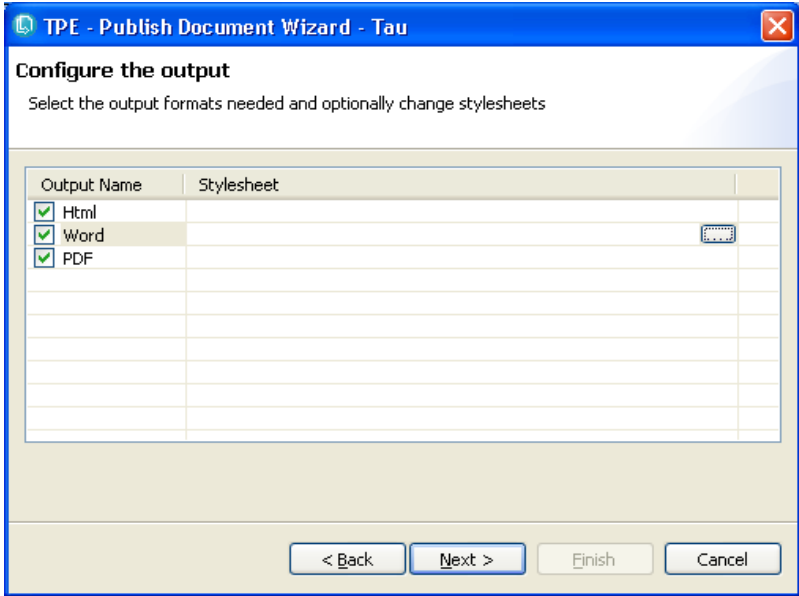 TPE - Publish Document Wizard - Tau
Configure the output
Select the output formats needed and optionally change stylesheets
Output Name Stylesheet
Html
Word ...
PDF
< Back Next > Finish Cancel